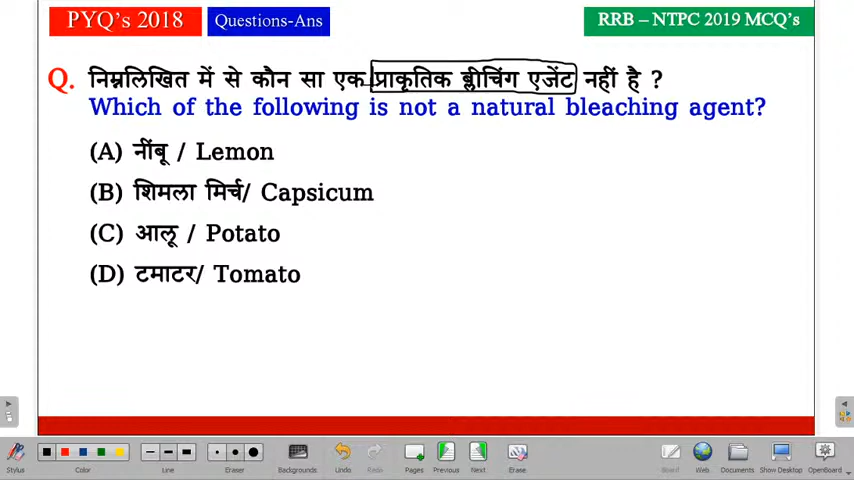 PYQ's 2018
Questions-Ans
RRB – NTPC 2019 MCQ's
Q. निम्नलिखित में से कौन सा एक प्राकृतिक ब्लीचिंग एजेंट नहीं है ?
Which of the following is not a natural bleaching agent?
(A) नींबू / Lemon
(B) शिमला मिर्च/ Capsicum
(C) आलू / Potato
(D) टमाटर/ Tomato
Stylus
Color
Line
Eraser
Backgrounds
Undo
Redo
Pages
Previous
Next
Erase
Board
Web
Documents
Show Desktop
OpenBoard